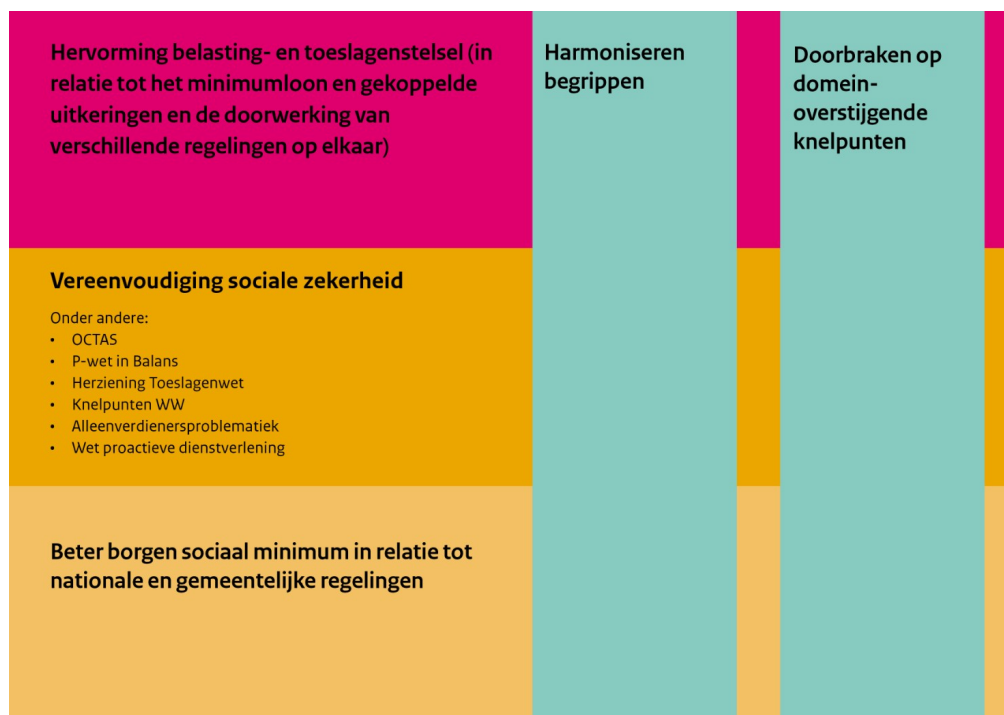 Hervorming belasting- en toeslagenstelsel (in
relatie tot het minimumloon en gekoppelde
uitkeringen en de doorwerking van
verschillende regelingen op elkaar)
Harmoniseren
begrippen
Doorbraken op
domein-
overstijgende
knelpunten
Vereenvoudiging sociale zekerheid
Onder andere:
• OCTAS
• P-wet in Balans
• Herziening Toeslagenwet
• Knelpunten WW
• Alleenverdienersproblematiek
• Wet proactieve dienstverlening
Beter borgen sociaal minimum in relatie tot
nationale en gemeentelijke regelingen